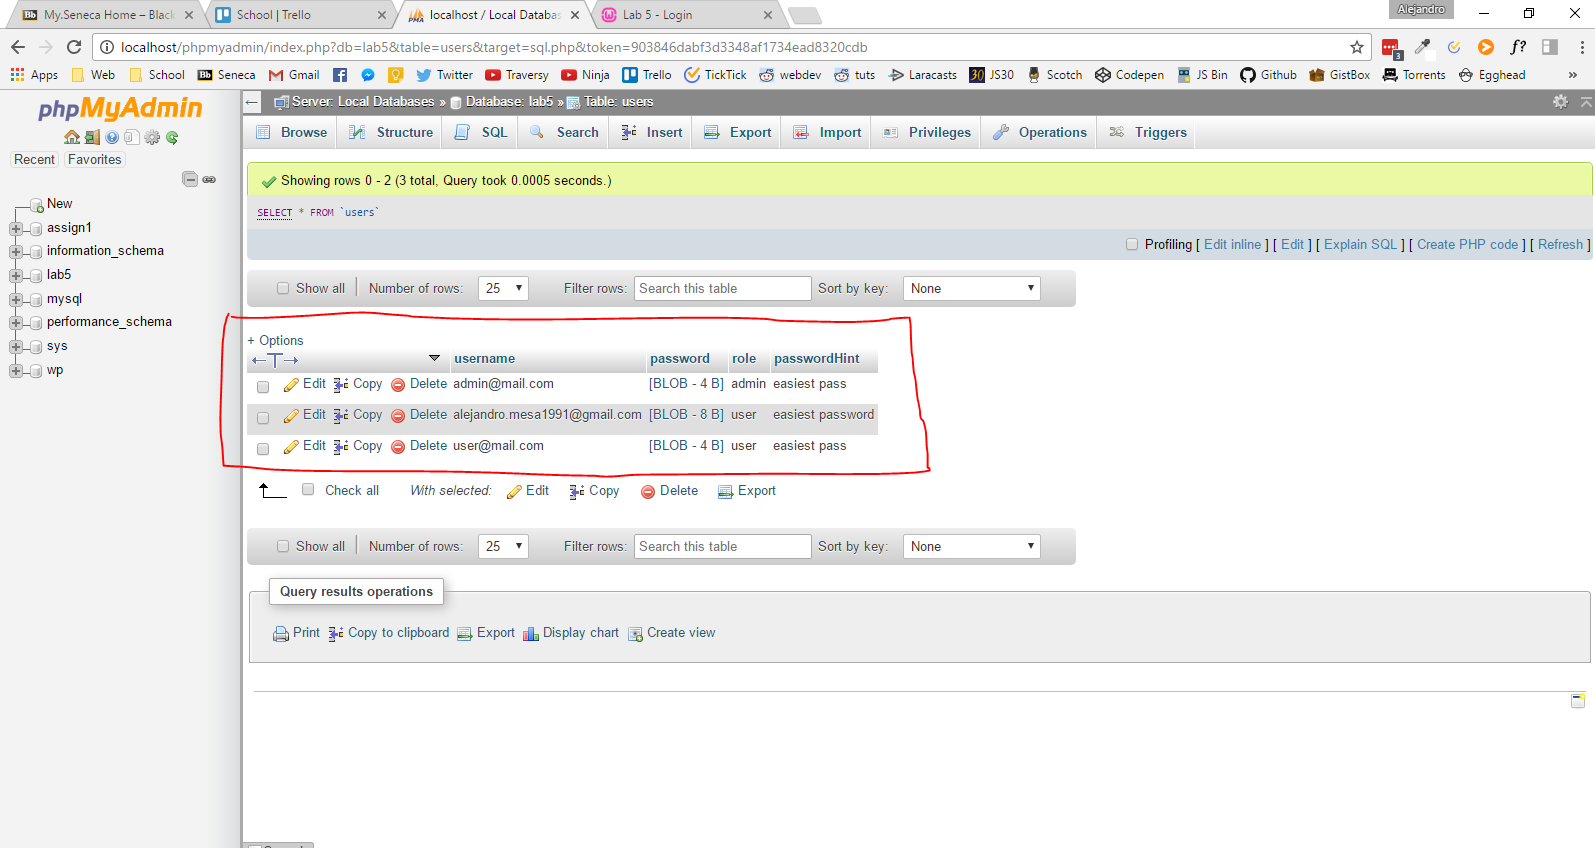 My.Seneca Home – Black
School | Trello
localhost / Local Databas
Lab 5 - Login
Alejandro
localhost/phpmyadmin/index.php?db=lab5&table=users&target=sql.php&token=903846dabf3d3348af1734ead8320cdb
Apps Web School Seneca Gmail Twitter Traversy Ninja Trello TickTick webdev tuts Laracasts JS30 Scotch Codepen JS Bin Github GistBox Torrents Egghead »
phpMyAdmin
Recent Favorites
New
assign1
information_schema
lab5
mysql
performance_schema
sys
wp
Server: Local Databases » Database: lab5 » Table: users
Browse Structure SQL Search Insert Export Import Privileges Operations Triggers
Showing rows 0 - 2 (3 total, Query took 0.0005 seconds.)
SELECT * FROM `users`
Profiling [ Edit inline ] [ Edit ] [ Explain SQL ] [ Create PHP code ] [ Refresh ]
Show all Number of rows: 25 Filter rows: Search this table Sort by key: None
+ Options
username password role passwordHint
Edit Copy Delete admin@mail.com [BLOB - 4 B] admin easiest pass
Edit Copy Delete alejandro.mesa1991@gmail.com [BLOB - 8 B] user easiest password
Edit Copy Delete user@mail.com [BLOB - 4 B] user easiest pass
Check all With selected: Edit Copy Delete Export
Show all Number of rows: 25 Filter rows: Search this table Sort by key: None
Query results operations
Print Copy to clipboard Export Display chart Create view